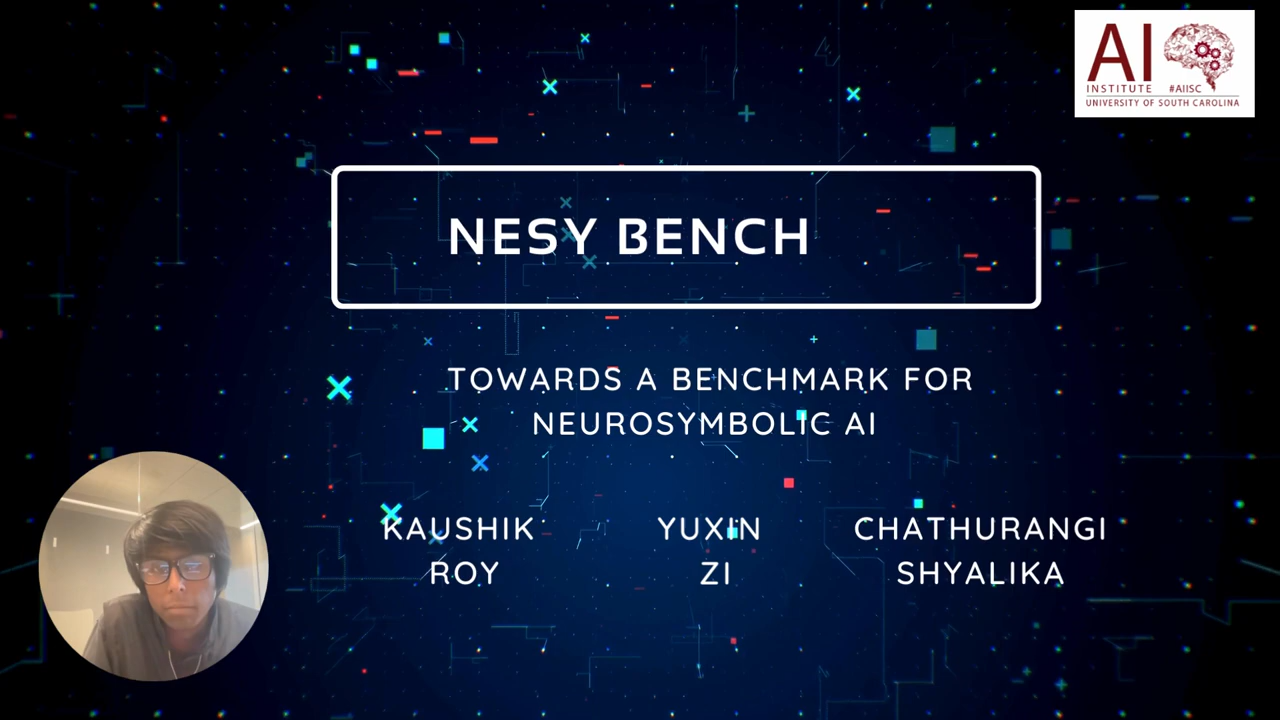 AI
INSTITUTE #AIISC
UNIVERSITY OF SOUTH CAROLINA
NESY BENCH
TOWARDS A BENCHMARK FOR
NEUROSYMBOLIC AI
KAUSHIK
ROY
YUXIN
ZI
CHATHURANGI
SHYALIKA